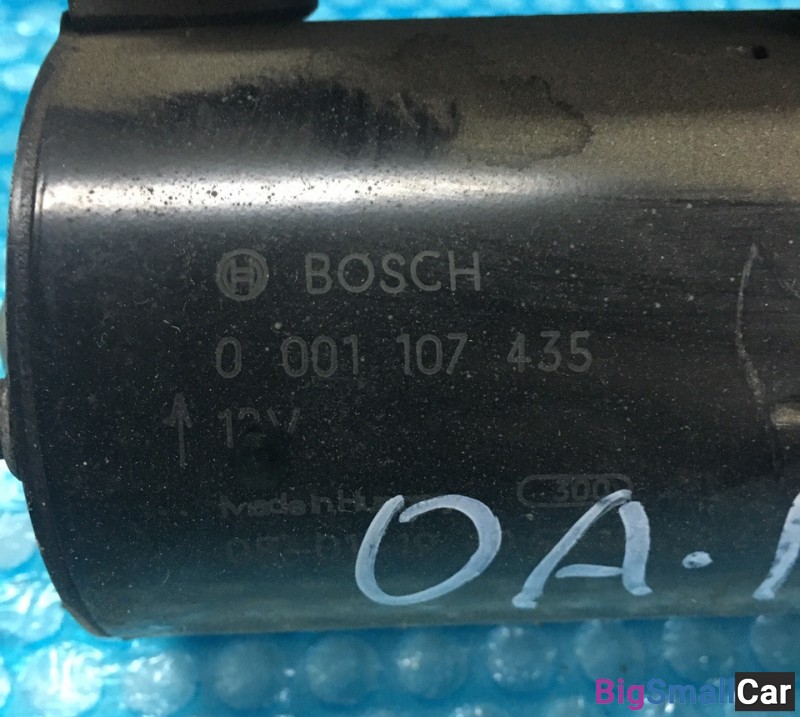 BOSCH
0 001 107 435
12V
300
OA.
BigSmallCar